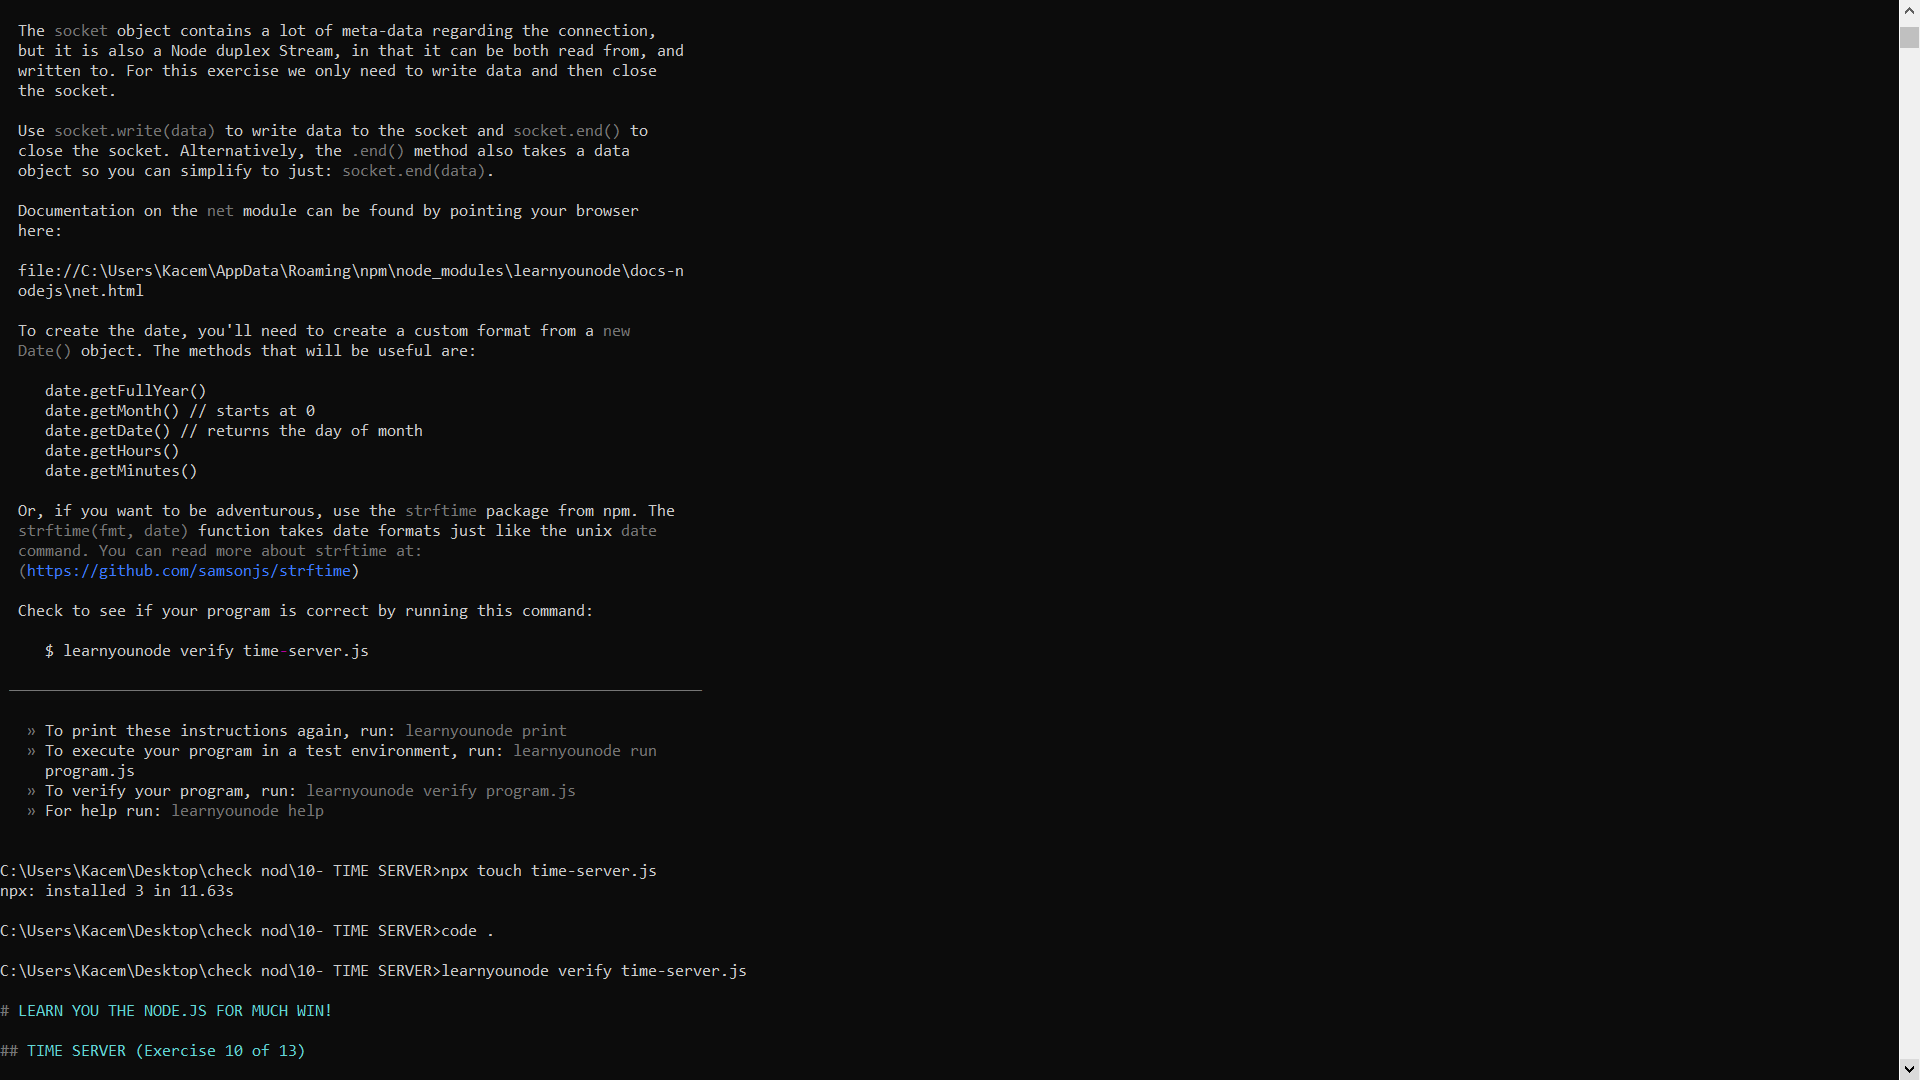 The socket object contains a lot of meta-data regarding the connection,
but it is also a Node duplex Stream, in that it can be both read from, and
written to. For this exercise we only need to write data and then close
the socket.
Use socket.write(data) to write data to the socket and socket.end() to
close the socket. Alternatively, the .end() method also takes a data
object so you can simplify to just: socket.end(data).
Documentation on the net module can be found by pointing your browser
here:
file://C:\Users\Kacem\AppData\Roaming\npm\node_modules\learnyounode\docs-n
odejs\net.html
To create the date, you'll need to create a custom format from a new
Date() object. The methods that will be useful are:
date.getFullYear()
date.getMonth() // starts at 0
date.getDate() // returns the day of month
date.getHours()
date.getMinutes()
Or, if you want to be adventurous, use the strftime package from npm. The
strftime(fmt, date) function takes date formats just like the unix date
command. You can read more about strftime at:
(https://github.com/samsonjs/strftime)
Check to see if your program is correct by running this command:
$ learnyounode verify time-server.js
» To print these instructions again, run: learnyounode print
» To execute your program in a test environment, run: learnyounode run
program.js
» To verify your program, run: learnyounode verify program.js
» For help run: learnyounode help
C:\Users\Kacem\Desktop\check nod\10- TIME SERVER>npx touch time-server.js
npx: installed 3 in 11.63s
C:\Users\Kacem\Desktop\check nod\10- TIME SERVER>code .
C:\Users\Kacem\Desktop\check nod\10- TIME SERVER>learnyounode verify time-server.js
# LEARN YOU THE NODE.JS FOR MUCH WIN!
## TIME SERVER (Exercise 10 of 13)